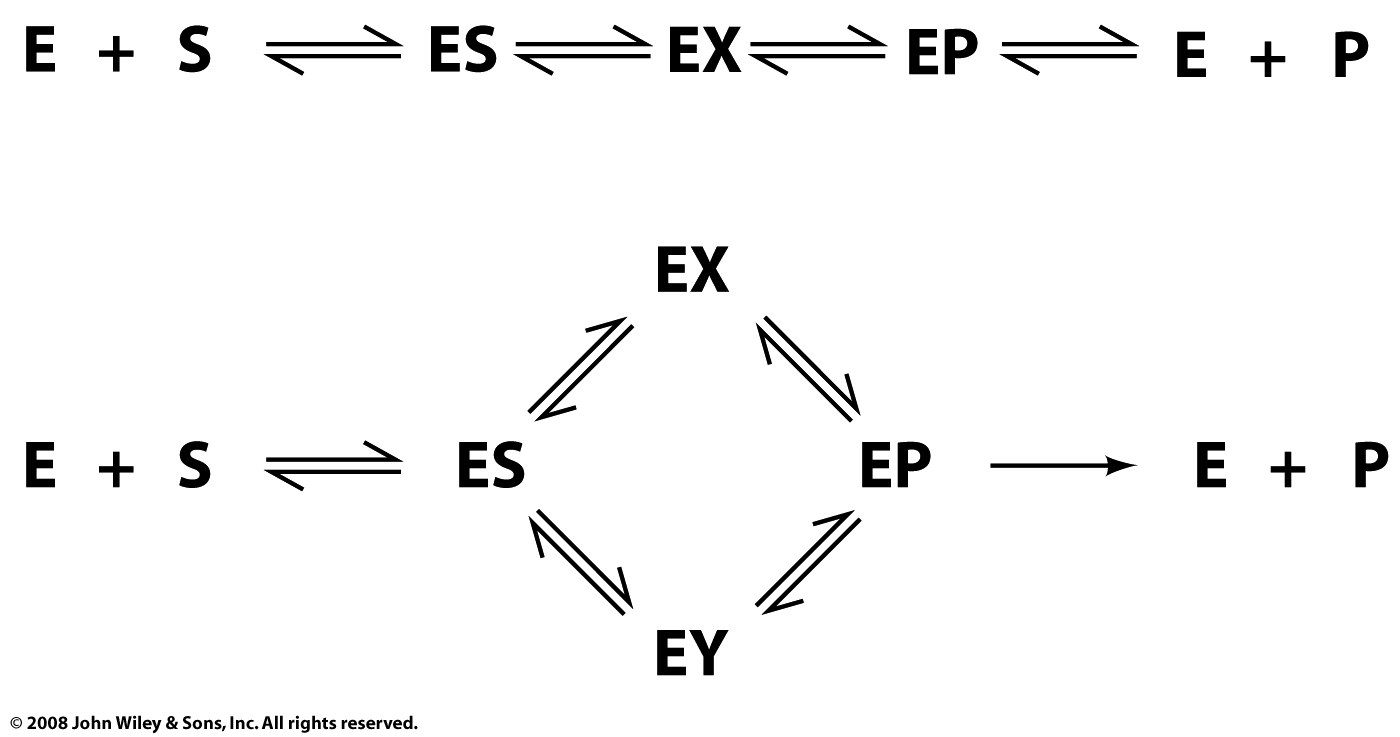 E + S ES EX EP E + P
EX
E + S ES EP E + P
EY
© 2008 John Wiley & Sons, Inc. All rights reserved.